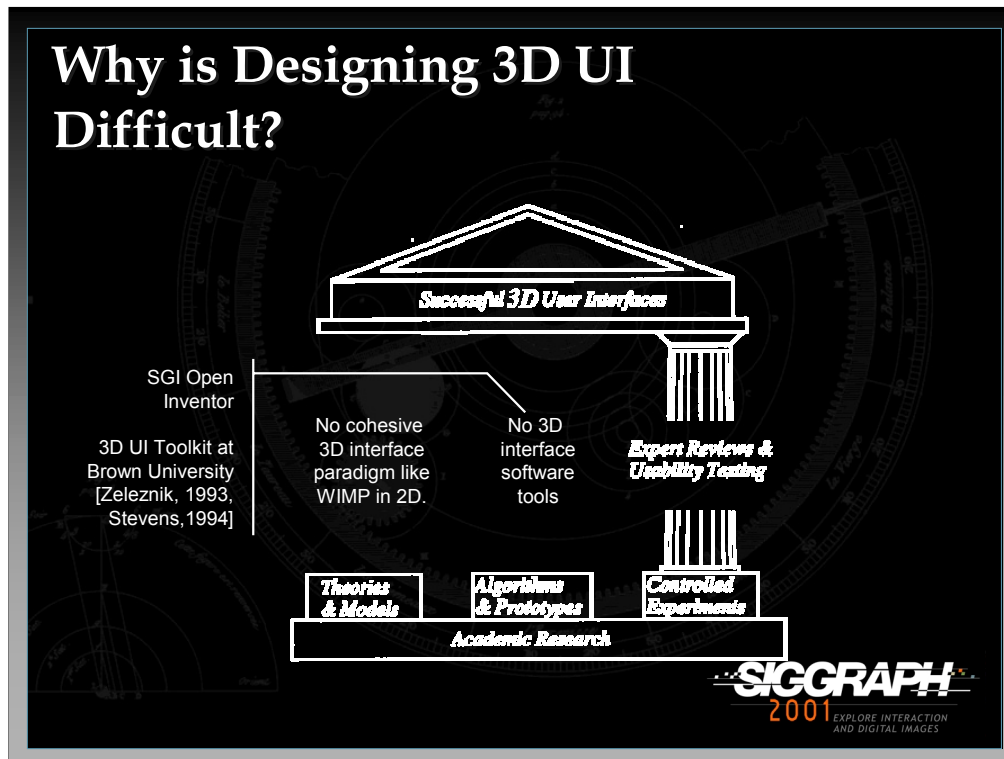 Why is Designing 3D UI
Difficult?
Successful 3D User Interfaces
SGI Open
Inventor
3D UI Toolkit at
Brown University
[Zeleznik, 1993,
Stevens,1994]
No cohesive
3D interface
paradigm like
WIMP in 2D.
No 3D
interface
software
tools
Expert Reviews &
Usability Testing
Theories
& Models
Algorithms
& Prototypes
Controlled
Experiments
Academic Research
SIGGRAPH
2001
EXPLORE INTERACTION
AND DIGITAL IMAGES